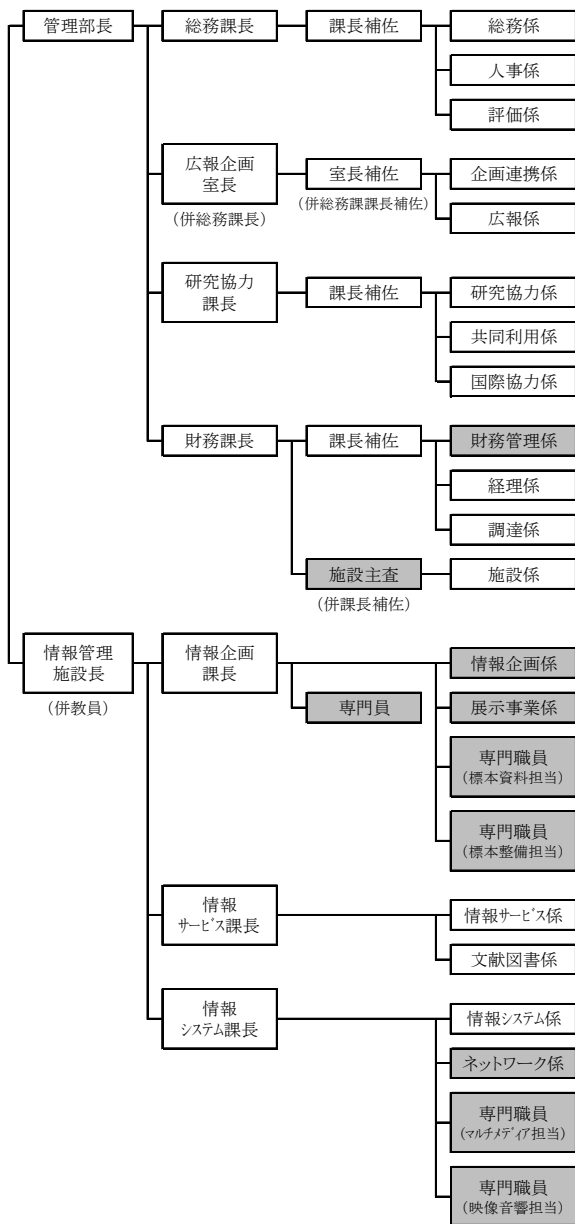 管理部長
総務課長
課長補佐
総務係
人事係
評価係
広報企画
室長
(併総務課長)
室長補佐
(併総務課課長補佐)
企画連携係
広報係
研究協力
課長
課長補佐
研究協力係
共同利用係
国際協力係
財務課長
課長補佐
財務管理係
経理係
調達係
施設主査
(併課長補佐)
施設係
情報管理
施設長
(併教員)
情報企画
課長
専門員
情報企画係
展示事業係
専門職員
(標本資料担当)
専門職員
(標本整備担当)
情報
サービス課長
情報サービス係
文献図書係
情報
システム課長
情報システム係
ネットワーク係
専門職員
(マルチメディア担当)
専門職員
(映像音響担当)